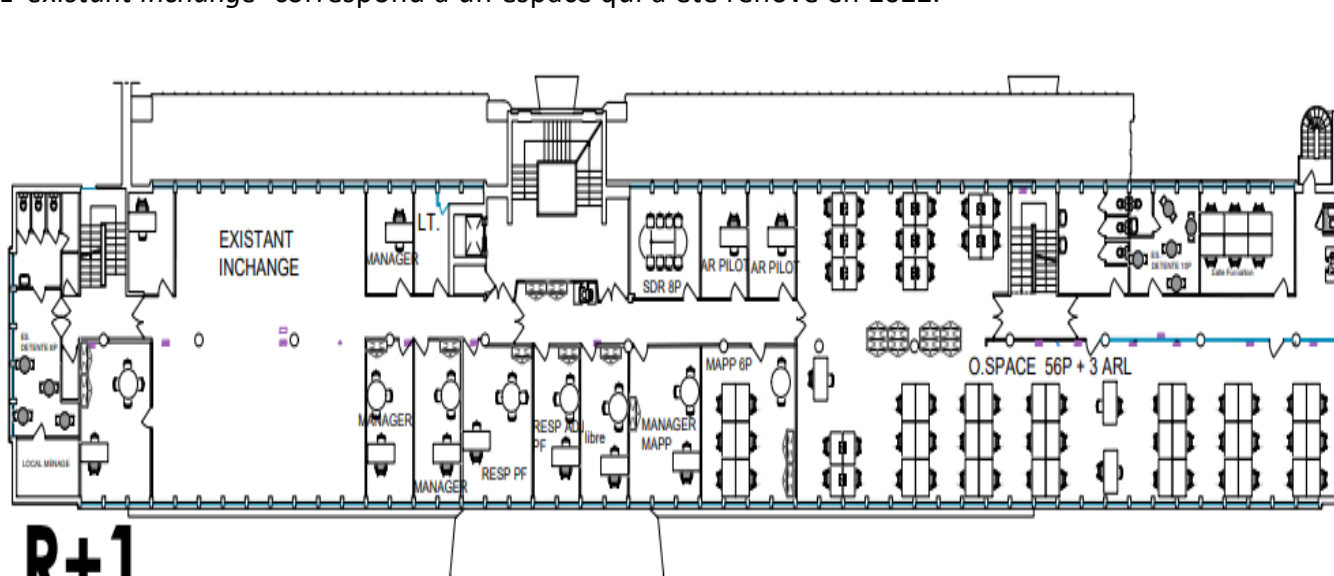 "existant inchangé" correspond à un espace qui a été rénové en 2022.
EXISTANT
INCHANGE
MANAGER
LT.
SDR 8P
AR PILOT
AR PILOT
ES.
DETENTE 10P
Salle Formation
ES.
DETENTE 8P
LOCAL MENAGE
MANAGER
MANAGER
RESP PF
RESP ADJ
PF
libre
MANAGER
MAPP
MAPP 6P
O.SPACE 56P + 3 ARL
R+1